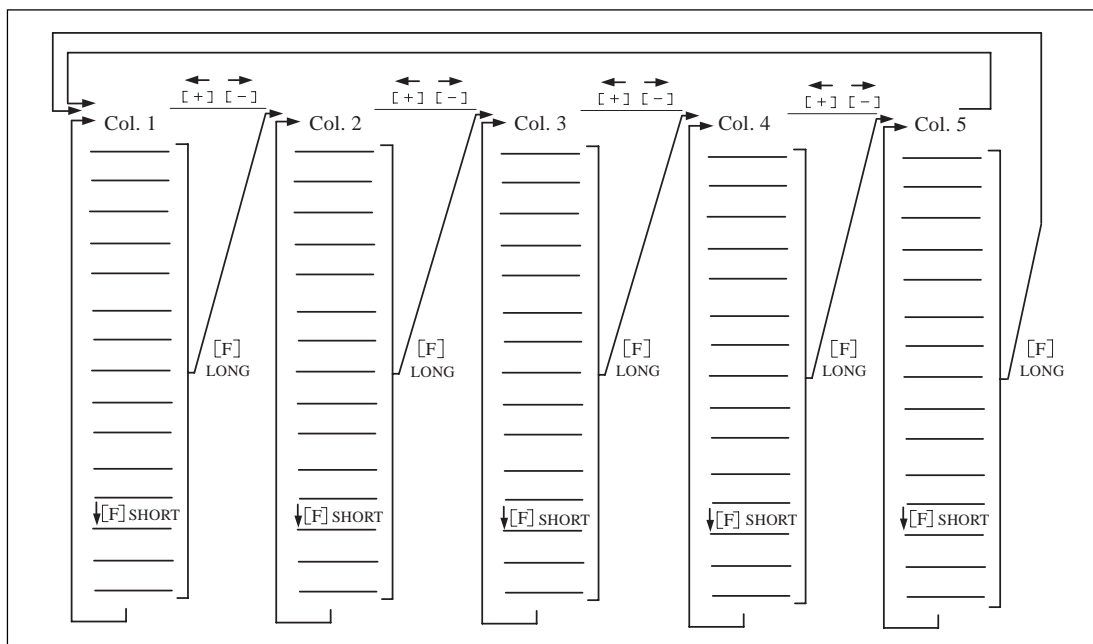 [+] [−] [+] [−] [+] [−] [+] [−]
Col. 1 Col. 2 Col. 3 Col. 4 Col. 5
[F] [F] [F] [F] [F]
LONG LONG LONG LONG LONG
[F] SHORT [F] SHORT [F] SHORT [F] SHORT [F] SHORT